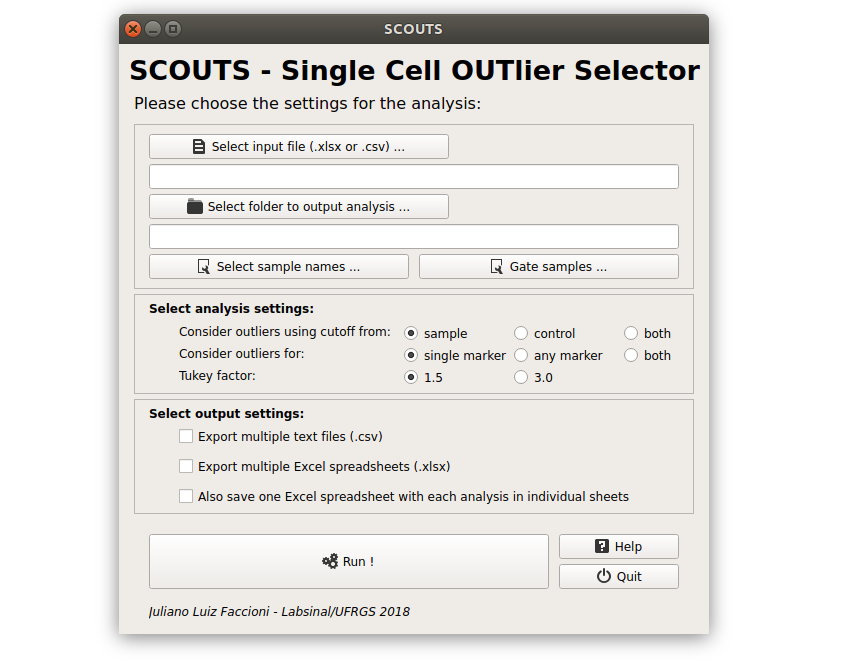 SCOUTS
SCOUTS - Single Cell OUTlier Selector
Please choose the settings for the analysis:
Select input file (.xlsx or .csv) ...
Select folder to output analysis ...
Select sample names ... Gate samples ...
Select analysis settings:
Consider outliers using cutoff from: sample control both
Consider outliers for: single marker any marker both
Tukey factor: 1.5 3.0
Select output settings:
Export multiple text files (.csv)
Export multiple Excel spreadsheets (.xlsx)
Also save one Excel spreadsheet with each analysis in individual sheets
Run ! Help
Quit
Juliano Luiz Faccioni - Labsinal/UFRGS 2018